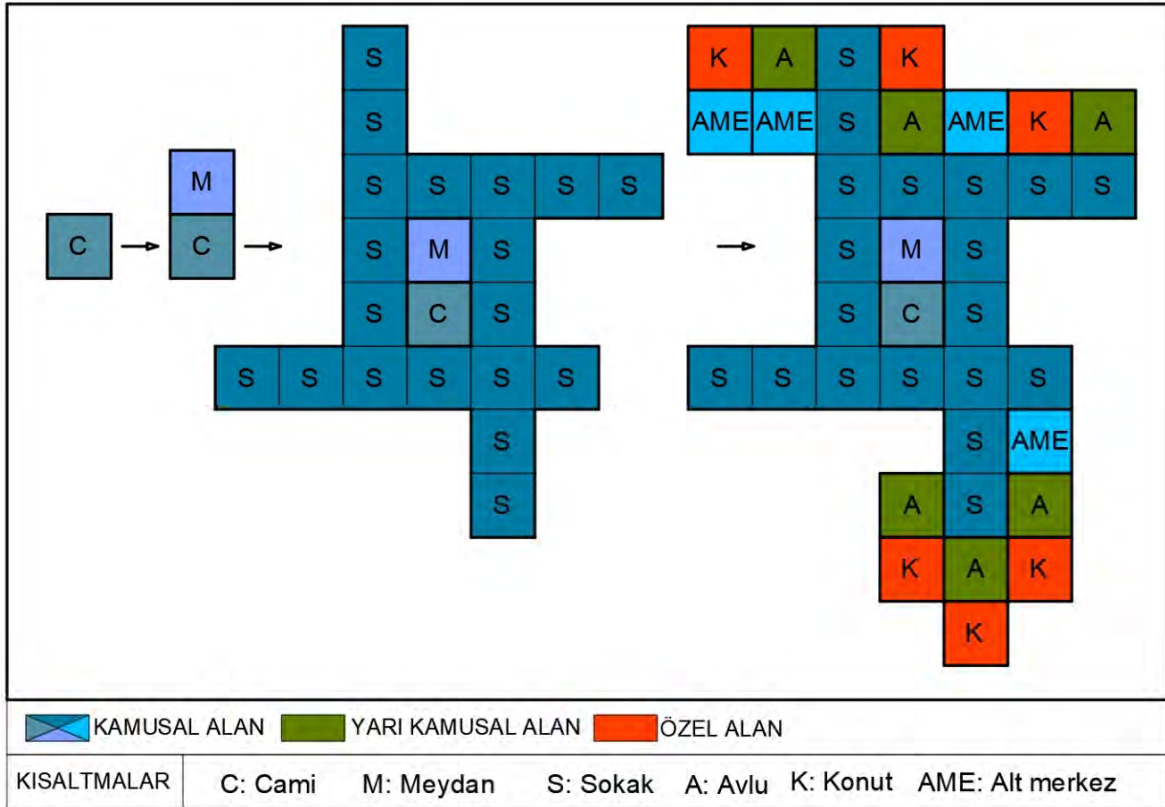 S K A S K
S AME AME S A AME K A
M S S S S S S S S S S
C C S M S S M S
S C S S C S
S S S S S S S S S S S S
S S AME
S A S A
K A K
K
KAMUSAL ALAN YARI KAMUSAL ALAN ÖZEL ALAN
KISALTMALAR C: Cami M: Meydan S: Sokak A: Avlu K: Konut AME: Alt merkez